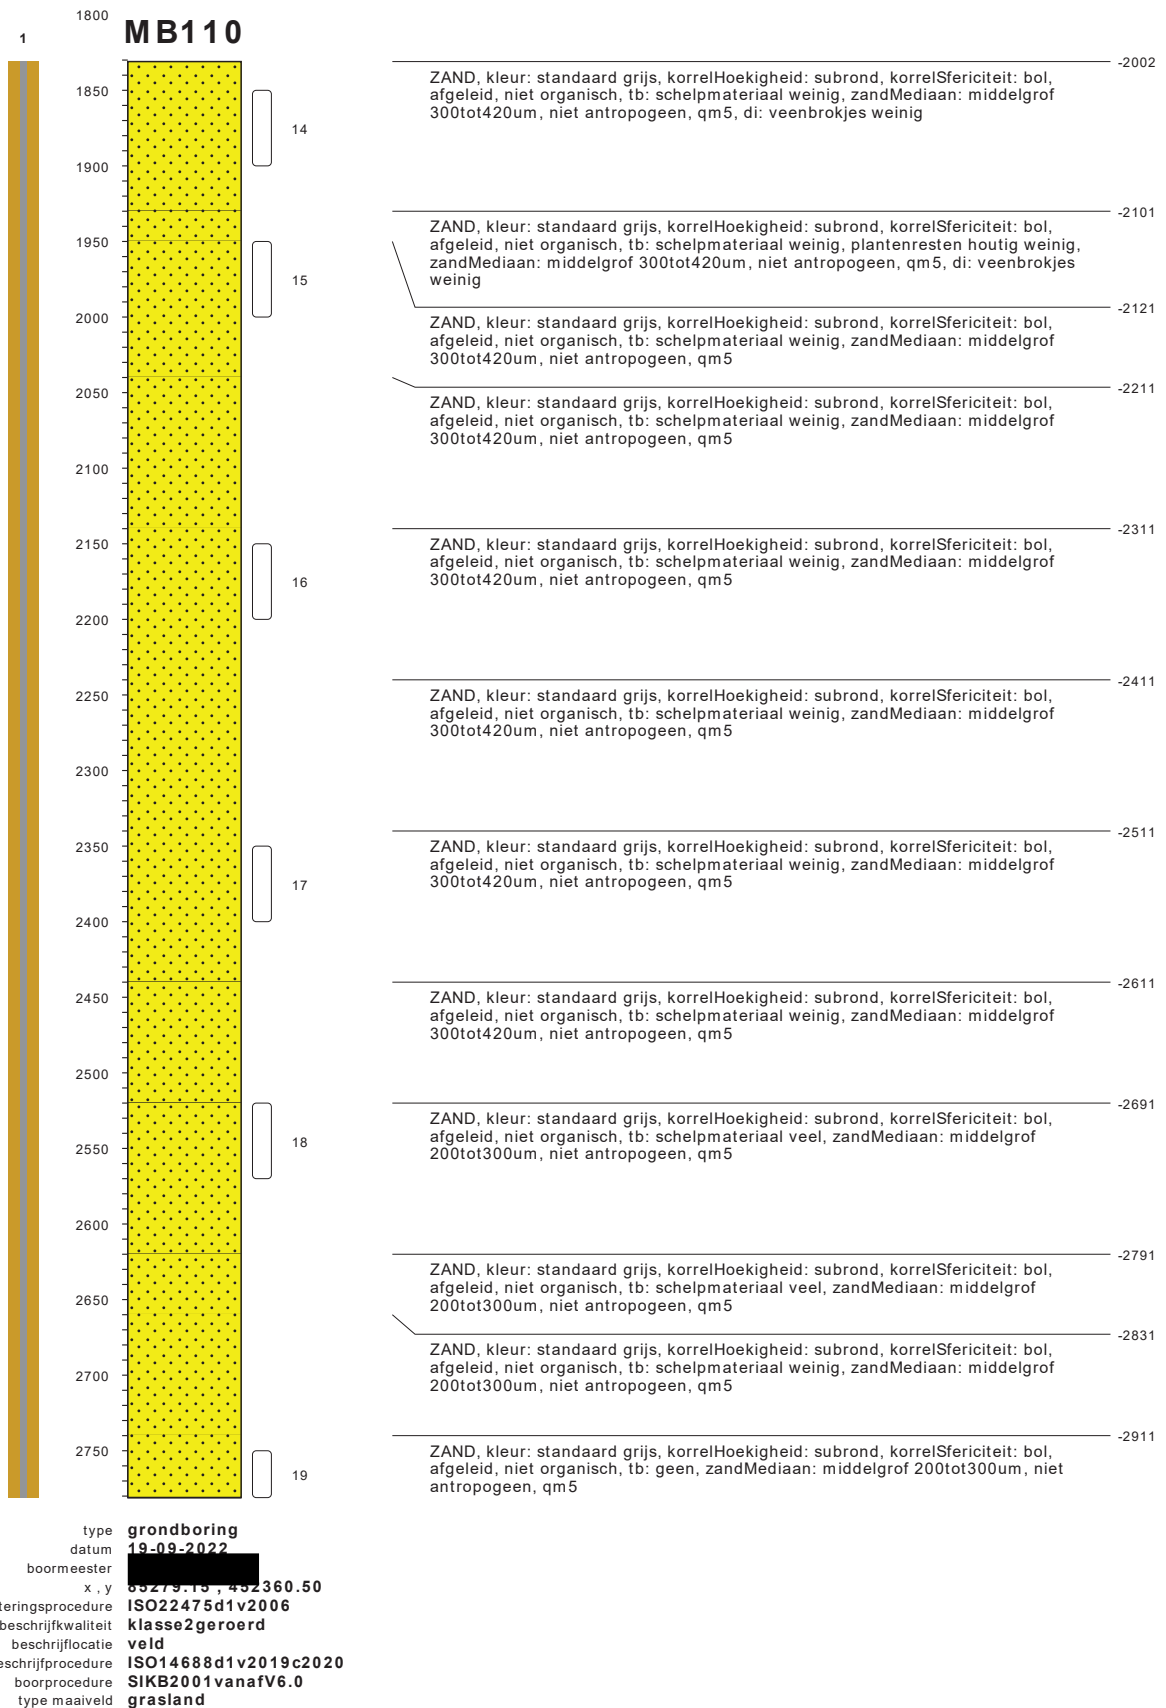 1800
MB110
1
-2002
ZAND, kleur: standaard grijs, korrelHoekigheid: subrond, korrelSfericiteit: bol,
afgeleid, niet organisch, tb: schelpmateriaal weinig, zandMediaan: middelgrof
300tot420um, niet antropogeen, qm5, di: veenbrokjes weinig
1850
14
1900
-2101
ZAND, kleur: standaard grijs, korrelHoekigheid: subrond, korrelSfericiteit: bol,
afgeleid, niet organisch, tb: schelpmateriaal weinig, plantenresten houtig weinig,
zandMediaan: middelgrof 300tot420um, niet antropogeen, qm5, di: veenbrokjes
weinig
1950
15
2000
-2121
ZAND, kleur: standaard grijs, korrelHoekigheid: subrond, korrelSfericiteit: bol,
afgeleid, niet organisch, tb: schelpmateriaal weinig, zandMediaan: middelgrof
300tot420um, niet antropogeen, qm5
2050
-2211
ZAND, kleur: standaard grijs, korrelHoekigheid: subrond, korrelSfericiteit: bol,
afgeleid, niet organisch, tb: schelpmateriaal weinig, zandMediaan: middelgrof
300tot420um, niet antropogeen, qm5
2100
-2311
ZAND, kleur: standaard grijs, korrelHoekigheid: subrond, korrelSfericiteit: bol,
afgeleid, niet organisch, tb: schelpmateriaal weinig, zandMediaan: middelgrof
300tot420um, niet antropogeen, qm5
2150
16
2200
-2411
ZAND, kleur: standaard grijs, korrelHoekigheid: subrond, korrelSfericiteit: bol,
afgeleid, niet organisch, tb: schelpmateriaal weinig, zandMediaan: middelgrof
300tot420um, niet antropogeen, qm5
2250
2300
-2511
ZAND, kleur: standaard grijs, korrelHoekigheid: subrond, korrelSfericiteit: bol,
afgeleid, niet organisch, tb: schelpmateriaal weinig, zandMediaan: middelgrof
300tot420um, niet antropogeen, qm5
2350
17
2400
-2611
ZAND, kleur: standaard grijs, korrelHoekigheid: subrond, korrelSfericiteit: bol,
afgeleid, niet organisch, tb: schelpmateriaal weinig, zandMediaan: middelgrof
300tot420um, niet antropogeen, qm5
2450
2500
-2691
ZAND, kleur: standaard grijs, korrelHoekigheid: subrond, korrelSfericiteit: bol,
afgeleid, niet organisch, tb: schelpmateriaal veel, zandMediaan: middelgrof
200tot300um, niet antropogeen, qm5
18
2550
2600
-2791
ZAND, kleur: standaard grijs, korrelHoekigheid: subrond, korrelSfericiteit: bol,
afgeleid, niet organisch, tb: schelpmateriaal veel, zandMediaan: middelgrof
200tot300um, niet antropogeen, qm5
2650
-2831
ZAND, kleur: standaard grijs, korrelHoekigheid: subrond, korrelSfericiteit: bol,
afgeleid, niet organisch, tb: schelpmateriaal weinig, zandMediaan: middelgrof
200tot300um, niet antropogeen, qm5
2700
-2911
ZAND, kleur: standaard grijs, korrelHoekigheid: subrond, korrelSfericiteit: bol,
afgeleid, niet organisch, tb: geen, zandMediaan: middelgrof 200tot300um, niet
antropogeen, qm5
2750
19
type grondboring
datum 19-09-2022
boormeester
x , y 85279.15 , 452360.50
teringsprocedure ISO22475d1v2006
beschrijfkwaliteit klasse2geroerd
beschrijflocatie veld
eschrijfprocedure ISO14688d1v2019c2020
boorprocedure SIKB2001vanafV6.0
type maaiveld grasland